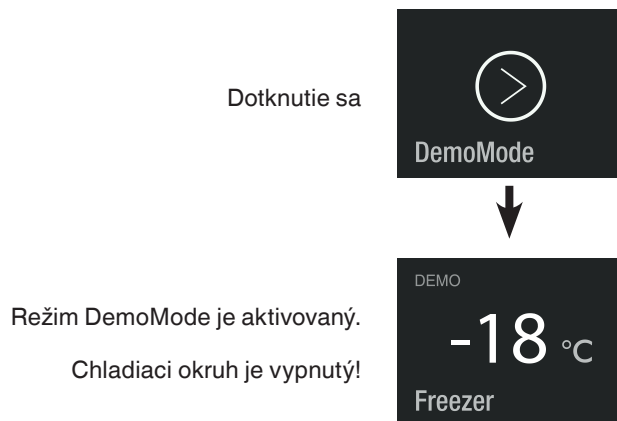 Dotknutie sa
DemoMode
DEMO
Režim DemoMode je aktivovaný.
-18 °C
Chladiaci okruh je vypnutý!
Freezer